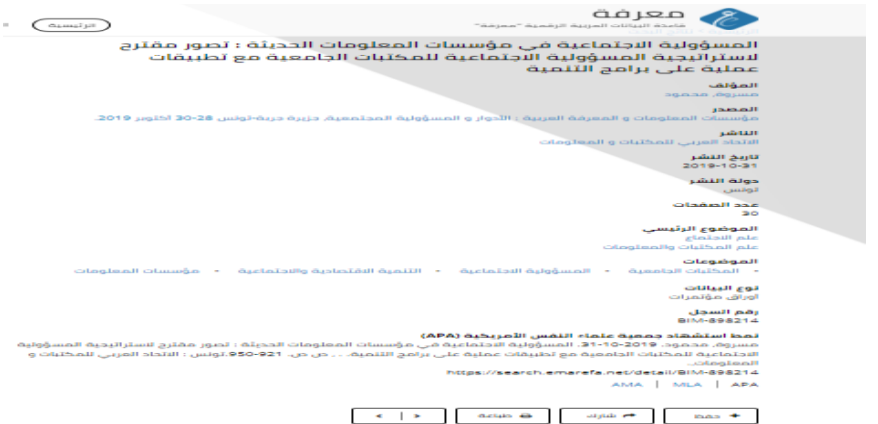 معرفة
قاعدة البيانات العربية الرقمية "معرفة"
الرئيسية
المسؤولية الاجتماعية في مؤسسات المعلومات الحديثة : تصور مقترح
لاستراتيجية المسؤولية الاجتماعية للمكتبات الجامعية مع تطبيقات
عملية على برامج التنمية
المؤلف
مسروة، محمود
المصدر
مؤسسات المعلومات و المعرفة العربية : الأدوار و المسؤولية المجتمعية، جزيرة جربة-تونس 28-30 أكتوبر 2019.
الناشر
الاتحاد العربي للمكتبات و المعلومات
تاريخ النشر
2019-10-31
دولة النشر
تونس
عدد الصفحات
30
الموضوع الرئيسي
علم الاجتماع
علم المكتبات والمعلومات
الموضوعات
- المكتبات الجامعية - المسؤولية الاجتماعية - التنمية الاقتصادية والاجتماعية - مؤسسات المعلومات
نوع البيانات
أوراق مؤتمرات
رقم السجل
BIM-898214
نمط استشهاد جمعية علماء النفس الأمريكية (APA)
مسروة، محمود. 2019-10-31. المسؤولية الاجتماعية في مؤسسات المعلومات الحديثة : تصور مقترح لاستراتيجية المسؤولية
الاجتماعية للمكتبات الجامعية مع تطبيقات عملية على برامج التنمية. . , ص ص. 921-950.تونس : الاتحاد العربي للمكتبات و
المعلومات..
https://search.emarefa.net/detail/BIM-898214
AMA | MLA | APA
حفظ
شارك
طباعة
< | >